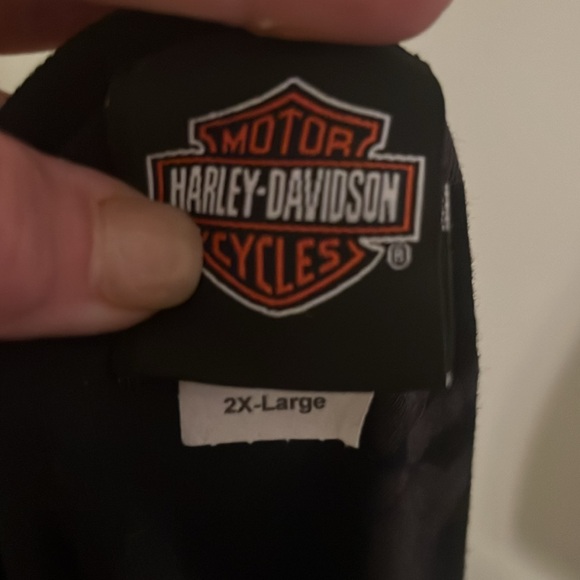 MOTOR
HARLEY-DAVIDSON
CYCLES
®
2X-Large